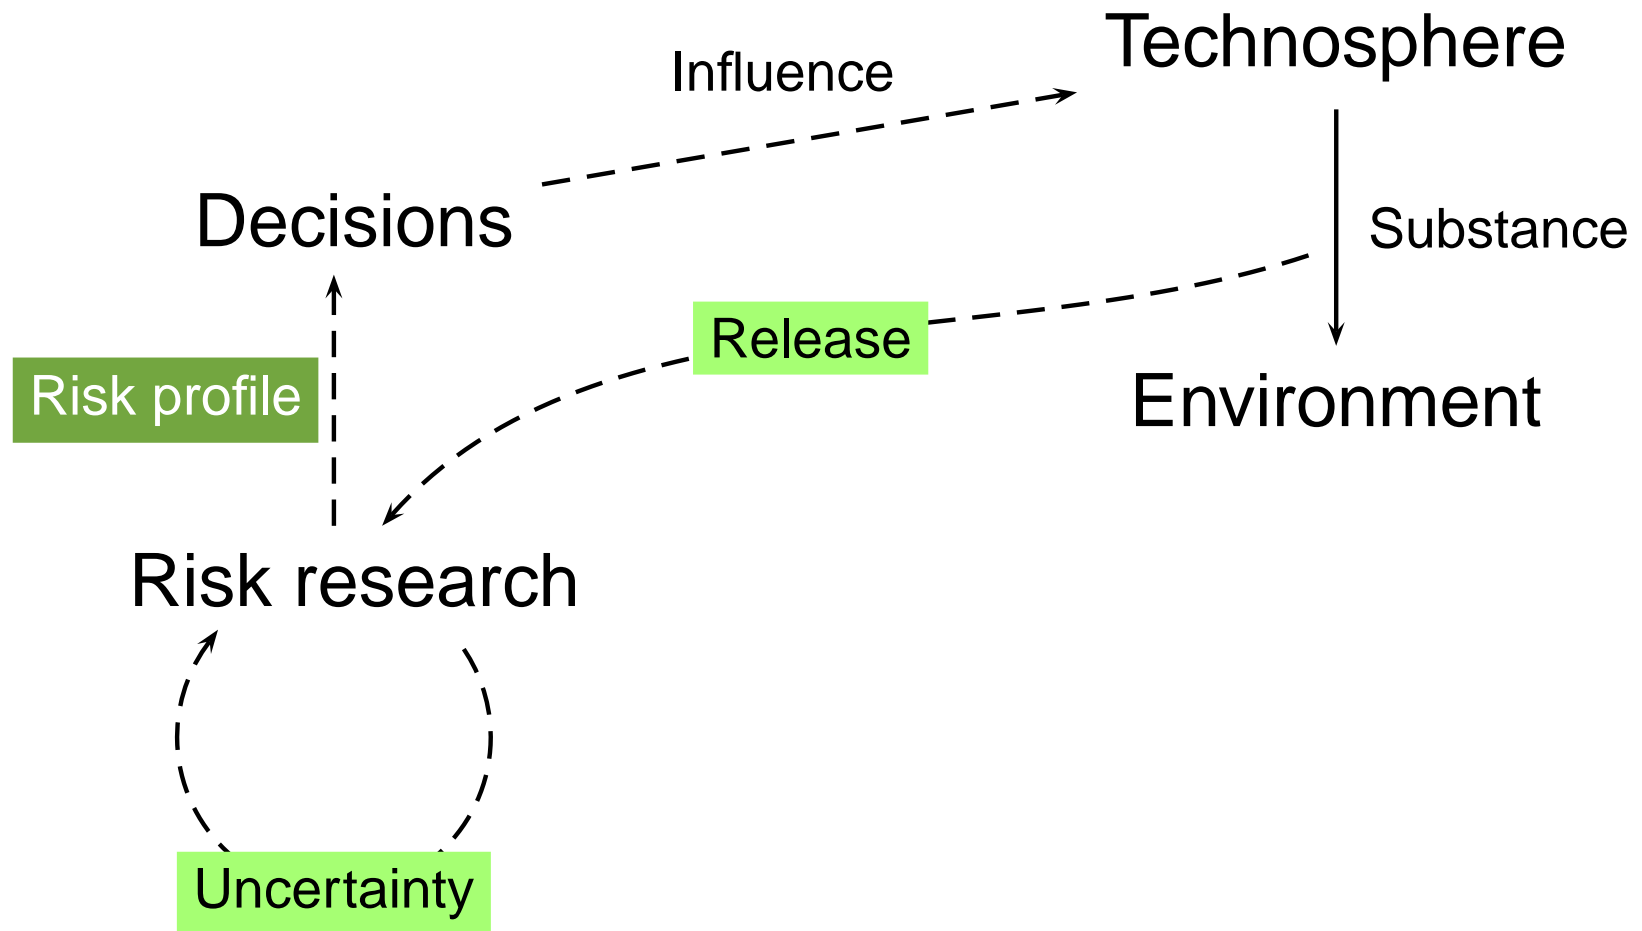 Technosphere
Influence
Decisions
Substance
Release
Risk profile
Environment
Risk research
Uncertainty